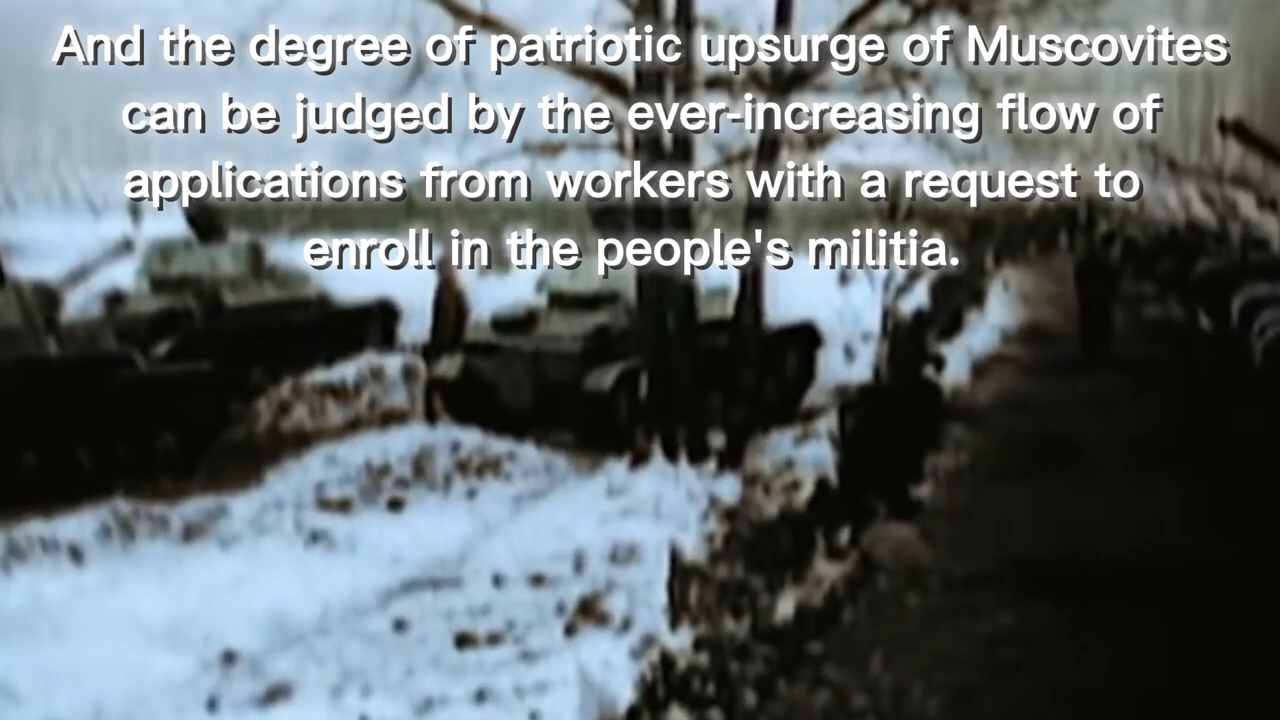 And the degree of patriotic upsurge of Muscovites
can be judged by the ever-increasing flow of
applications from workers with a request to
enroll in the people's militia.